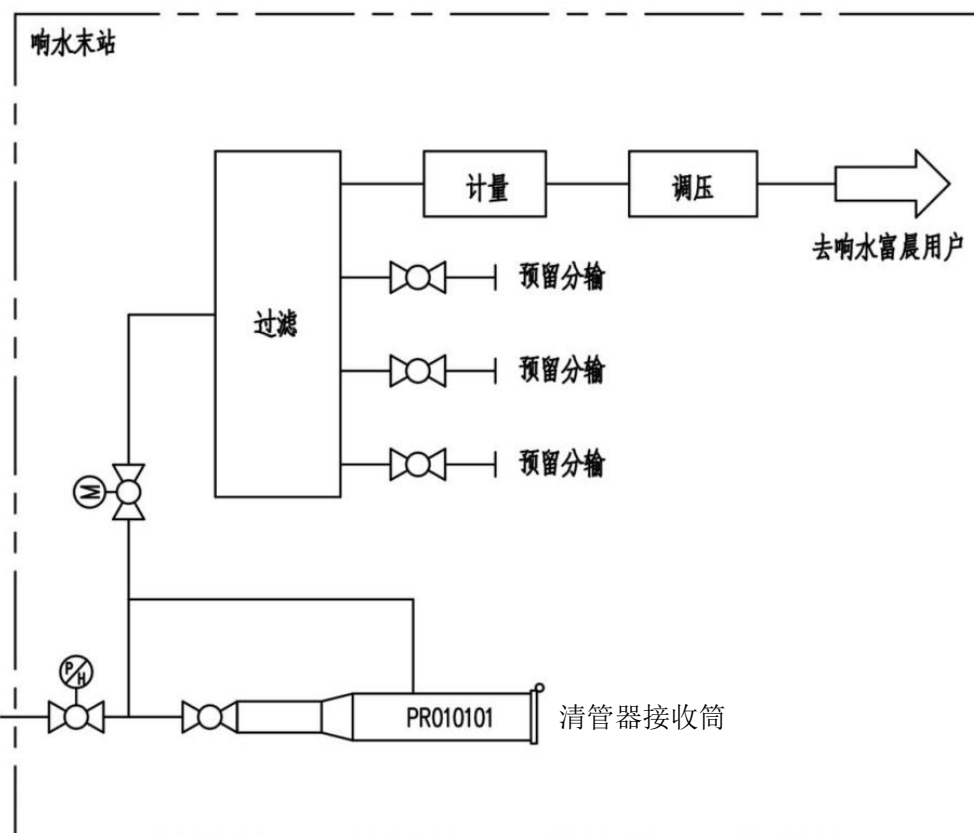 响水末站
计量
调压
去响水富晨用户
预留分输
过滤
预留分输
预留分输
M
P/H
PR010101
清管器接收筒